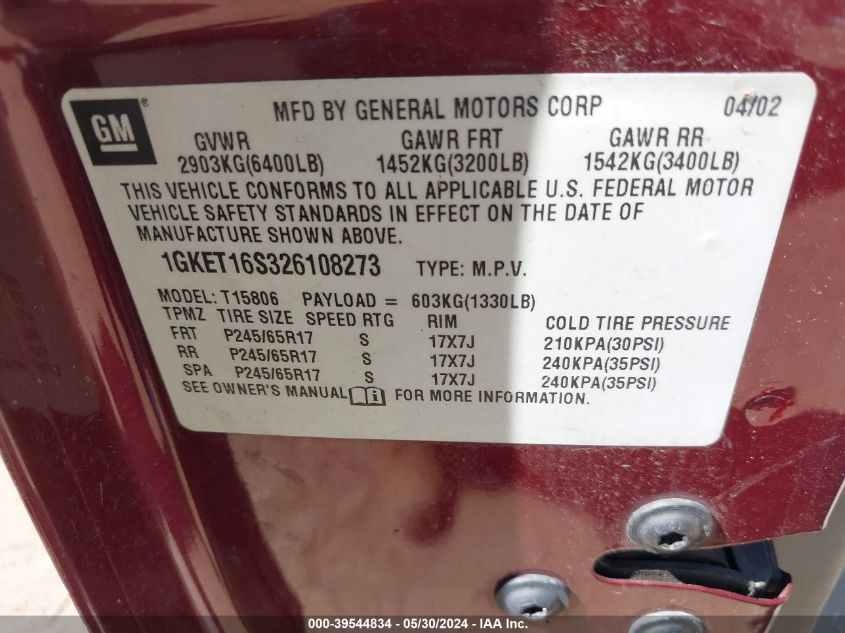 GM ® MFD BY GENERAL MOTORS CORP 04/02
GVWR GAWR FRT GAWR RR
2903KG(6400LB) 1452KG(3200LB) 1542KG(3400LB)
THIS VEHICLE CONFORMS TO ALL APPLICABLE U.S. FEDERAL MOTOR
VEHICLE SAFETY STANDARDS IN EFFECT ON THE DATE OF
MANUFACTURE SHOWN ABOVE.
1GKET16S326108273 TYPE: M.P.V.
MODEL: T15806 PAYLOAD = 603KG(1330LB)
TPMZ TIRE SIZE SPEED RTG RIM COLD TIRE PRESSURE
FRT P245/65R17 S 17X7J 210KPA(30PSI)
RR P245/65R17 S 17X7J 240KPA(35PSI)
SPA P245/65R17 S 17X7J 240KPA(35PSI)
SEE OWNER'S MANUAL FOR MORE INFORMATION.
000-39544834 - 05/30/2024 - IAA Inc.